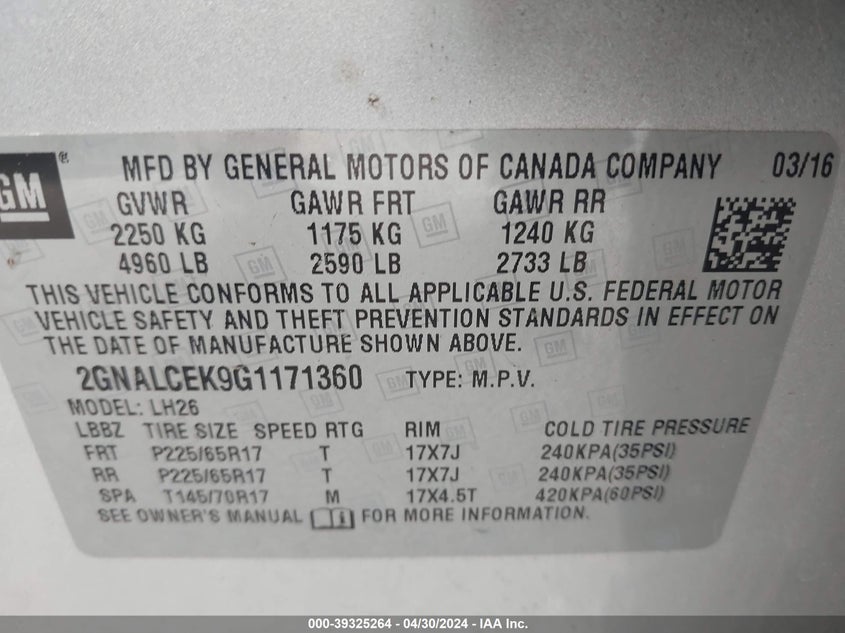 GM ® MFD BY GENERAL MOTORS OF CANADA COMPANY 03/16
GVWR GAWR FRT GAWR RR
2250 KG 1175 KG 1240 KG
4960 LB 2590 LB 2733 LB
THIS VEHICLE CONFORMS TO ALL APPLICABLE U.S. FEDERAL MOTOR
VEHICLE SAFETY AND THEFT PREVENTION STANDARDS IN EFFECT ON
THE DATE OF MANUFACTURE SHOWN ABOVE.
2GNALCEK9G1171360 TYPE: M.P.V.
MODEL: LH26
LBBZ TIRE SIZE SPEED RTG RIM COLD TIRE PRESSURE
FRT P225/65R17 T 17X7J 240KPA(35PSI)
RR P225/65R17 T 17X7J 240KPA(35PSI)
SPA T145/70R17 M 17X4.5T 420KPA(60PSI)
SEE OWNER'S MANUAL FOR MORE INFORMATION.
000-39325264 - 04/30/2024 - IAA Inc.